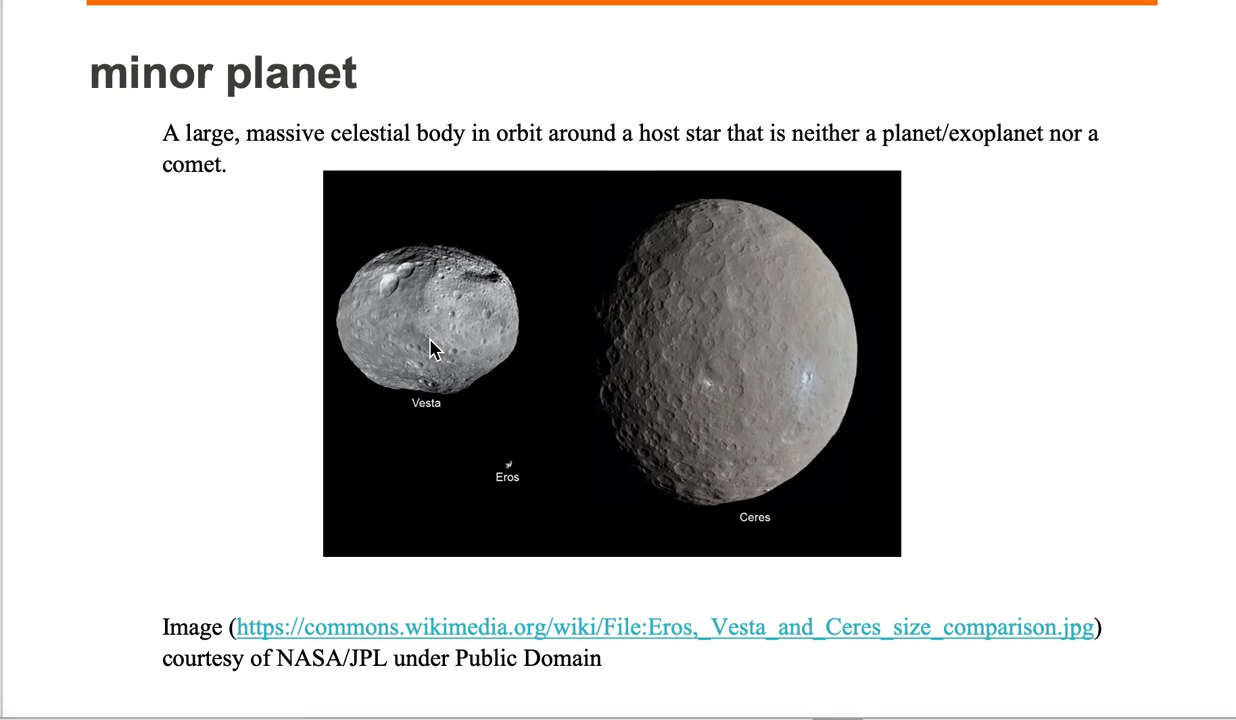 minor planet
A large, massive celestial body in orbit around a host star that is neither a planet/exoplanet nor a
comet.
Vesta
Eros
Ceres
Image (https://commons.wikimedia.org/wiki/File:Eros,_Vesta_and_Ceres_size_comparison.jpg)
courtesy of NASA/JPL under Public Domain